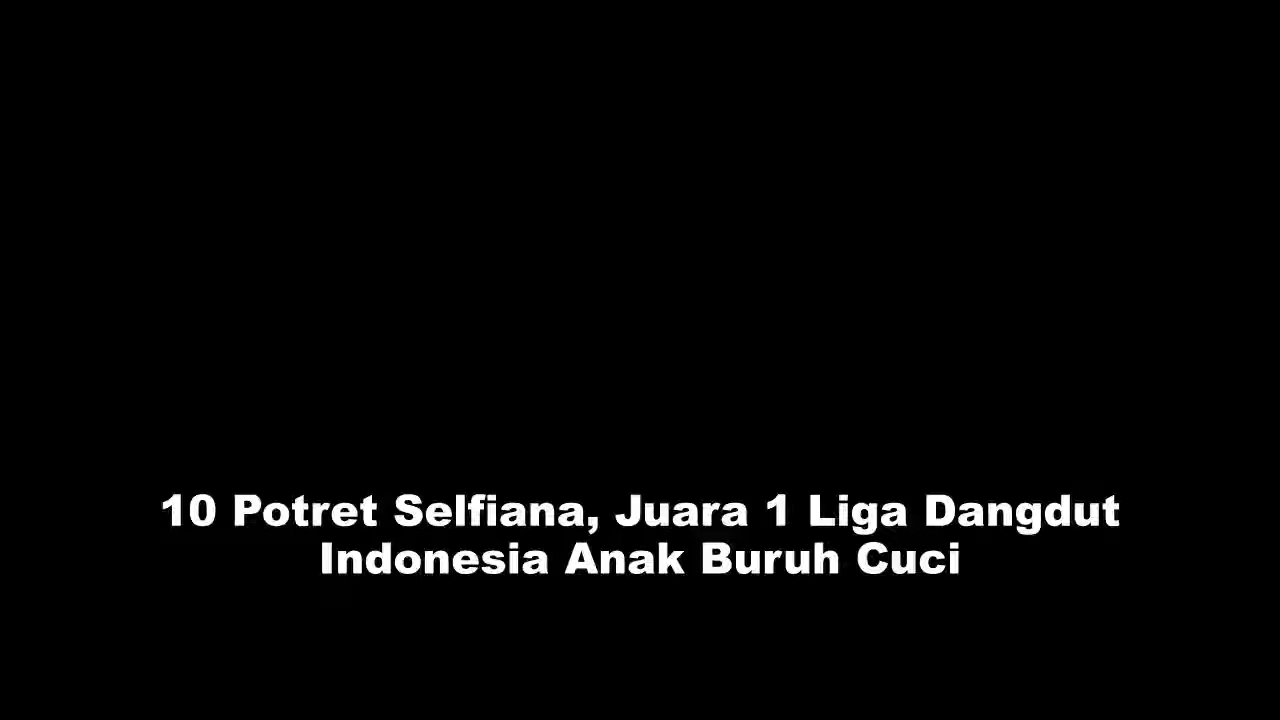 10 Potret Selfiana, Juara 1 Liga Dangdut
Indonesia Anak Buruh Cuci